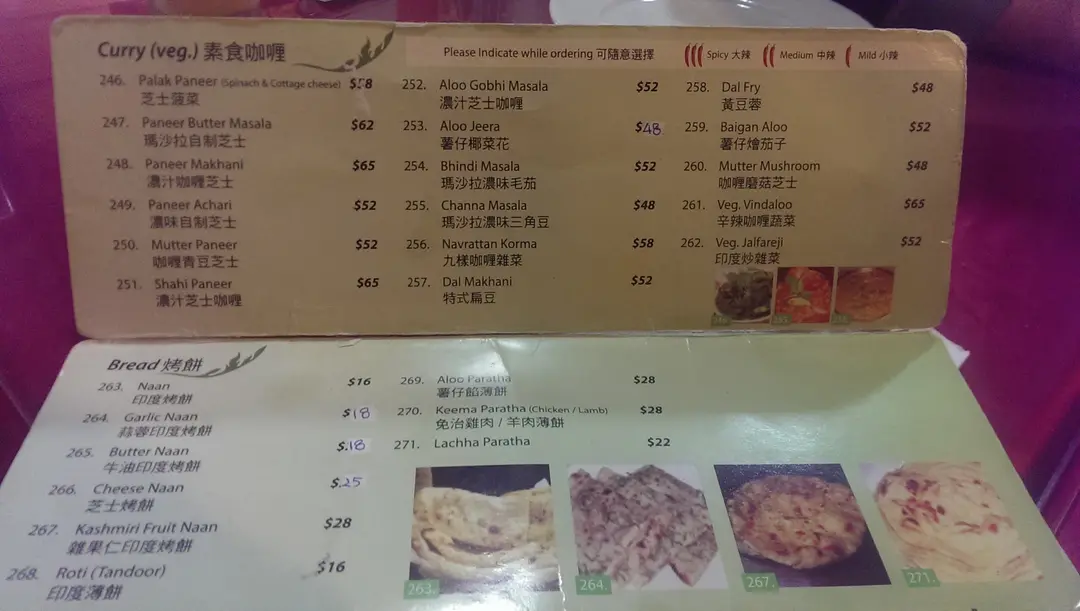 Curry (veg.) 素食咖喱
Please Indicate while ordering 可隨意選擇
Spicy 大辣
Medium 中辣
Mild 小辣
246. Palak Paneer (Spinach & Cottage cheese) $58
芝士菠菜
247. Paneer Butter Masala $62
瑪沙拉自制芝士
248. Paneer Makhani $65
濃汁咖喱芝士
249. Paneer Achari $52
濃味自制芝士
250. Mutter Paneer $52
咖喱青豆芝士
251. Shahi Paneer $65
濃汁芝士咖喱
252. Aloo Gobhi Masala $52
濃汁芝士咖喱
253. Aloo Jeera $48
薯仔椰菜花
254. Bhindi Masala $52
瑪沙拉濃味毛茄
255. Channa Masala $48
瑪沙拉濃味三角豆
256. Navrattan Korma $58
九樣咖喱雜菜
257. Dal Makhani $52
特式扁豆
258. Dal Fry $48
黃豆蓉
259. Baigan Aloo $52
薯仔燴茄子
260. Mutter Mushroom $48
咖喱磨菇芝士
261. Veg. Vindaloo $65
辛辣咖喱蔬菜
262. Veg. Jalfareji $52
印度炒雜菜
Bread 烤餅
263. Naan $16
印度烤餅
264. Garlic Naan $18
蒜蓉印度烤餅
265. Butter Naan $.18
牛油印度烤餅
266. Cheese Naan $.25
芝士烤餅
267. Kashmiri Fruit Naan $28
雜果仁印度烤餅
268. Roti (Tandoor) $16
印度薄餅
269. Aloo Paratha $28
薯仔餡薄餅
270. Keema Paratha (Chicken / Lamb) $28
免治雞肉 / 羊肉薄餅
271. Lachha Paratha $22
263.
264.
267.
271.